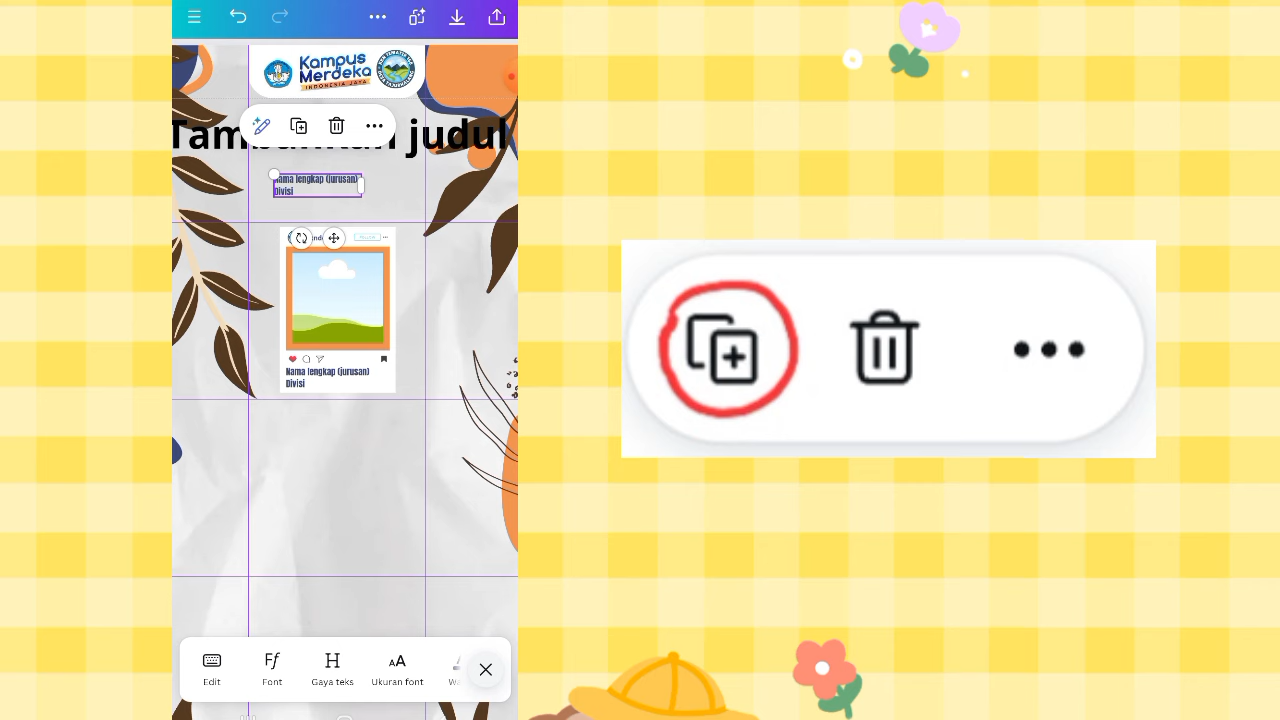 Kampus
Merdeka
INDONESIA JAYA
judul
Nama lengkap (jurusan)
Divisi
Nama lengkap (jurusan)
Divisi
Edit
Font
Gaya teks
Ukuran font